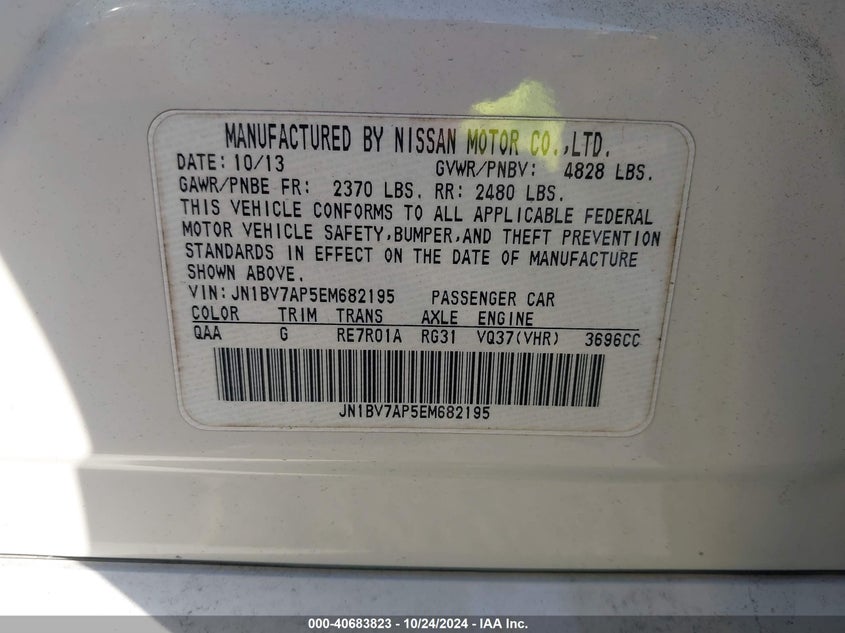 MANUFACTURED BY NISSAN MOTOR CO.,LTD.
DATE: 10/13 GVWR/PNBV: 4828 LBS.
GAWR/PNBE FR: 2370 LBS. RR: 2480 LBS.
THIS VEHICLE CONFORMS TO ALL APPLICABLE FEDERAL
MOTOR VEHICLE SAFETY,BUMPER,AND THEFT PREVENTION
STANDARDS IN EFFECT ON THE DATE OF MANUFACTURE
SHOWN ABOVE.
VIN: JN1BV7AP5EM682195 PASSENGER CAR
COLOR TRIM TRANS AXLE ENGINE
QAA G RE7R01A RG31 VQ37(VHR) 3696CC
JN1BV7AP5EM682195
000-40683823 - 10/24/2024 - IAA Inc.